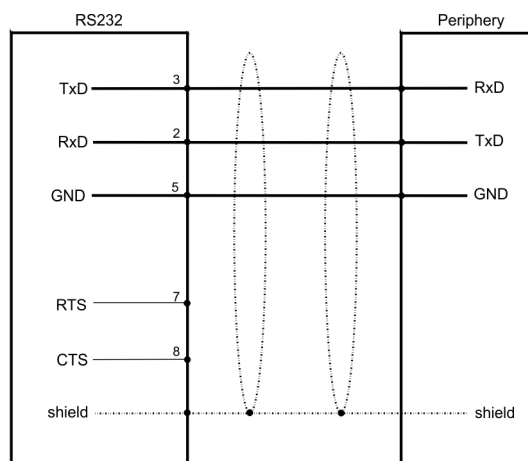 RS232 Periphery
TxD 3 RxD
RxD 2 TxD
GND 5 GND
RTS 7
CTS 8
shield shield